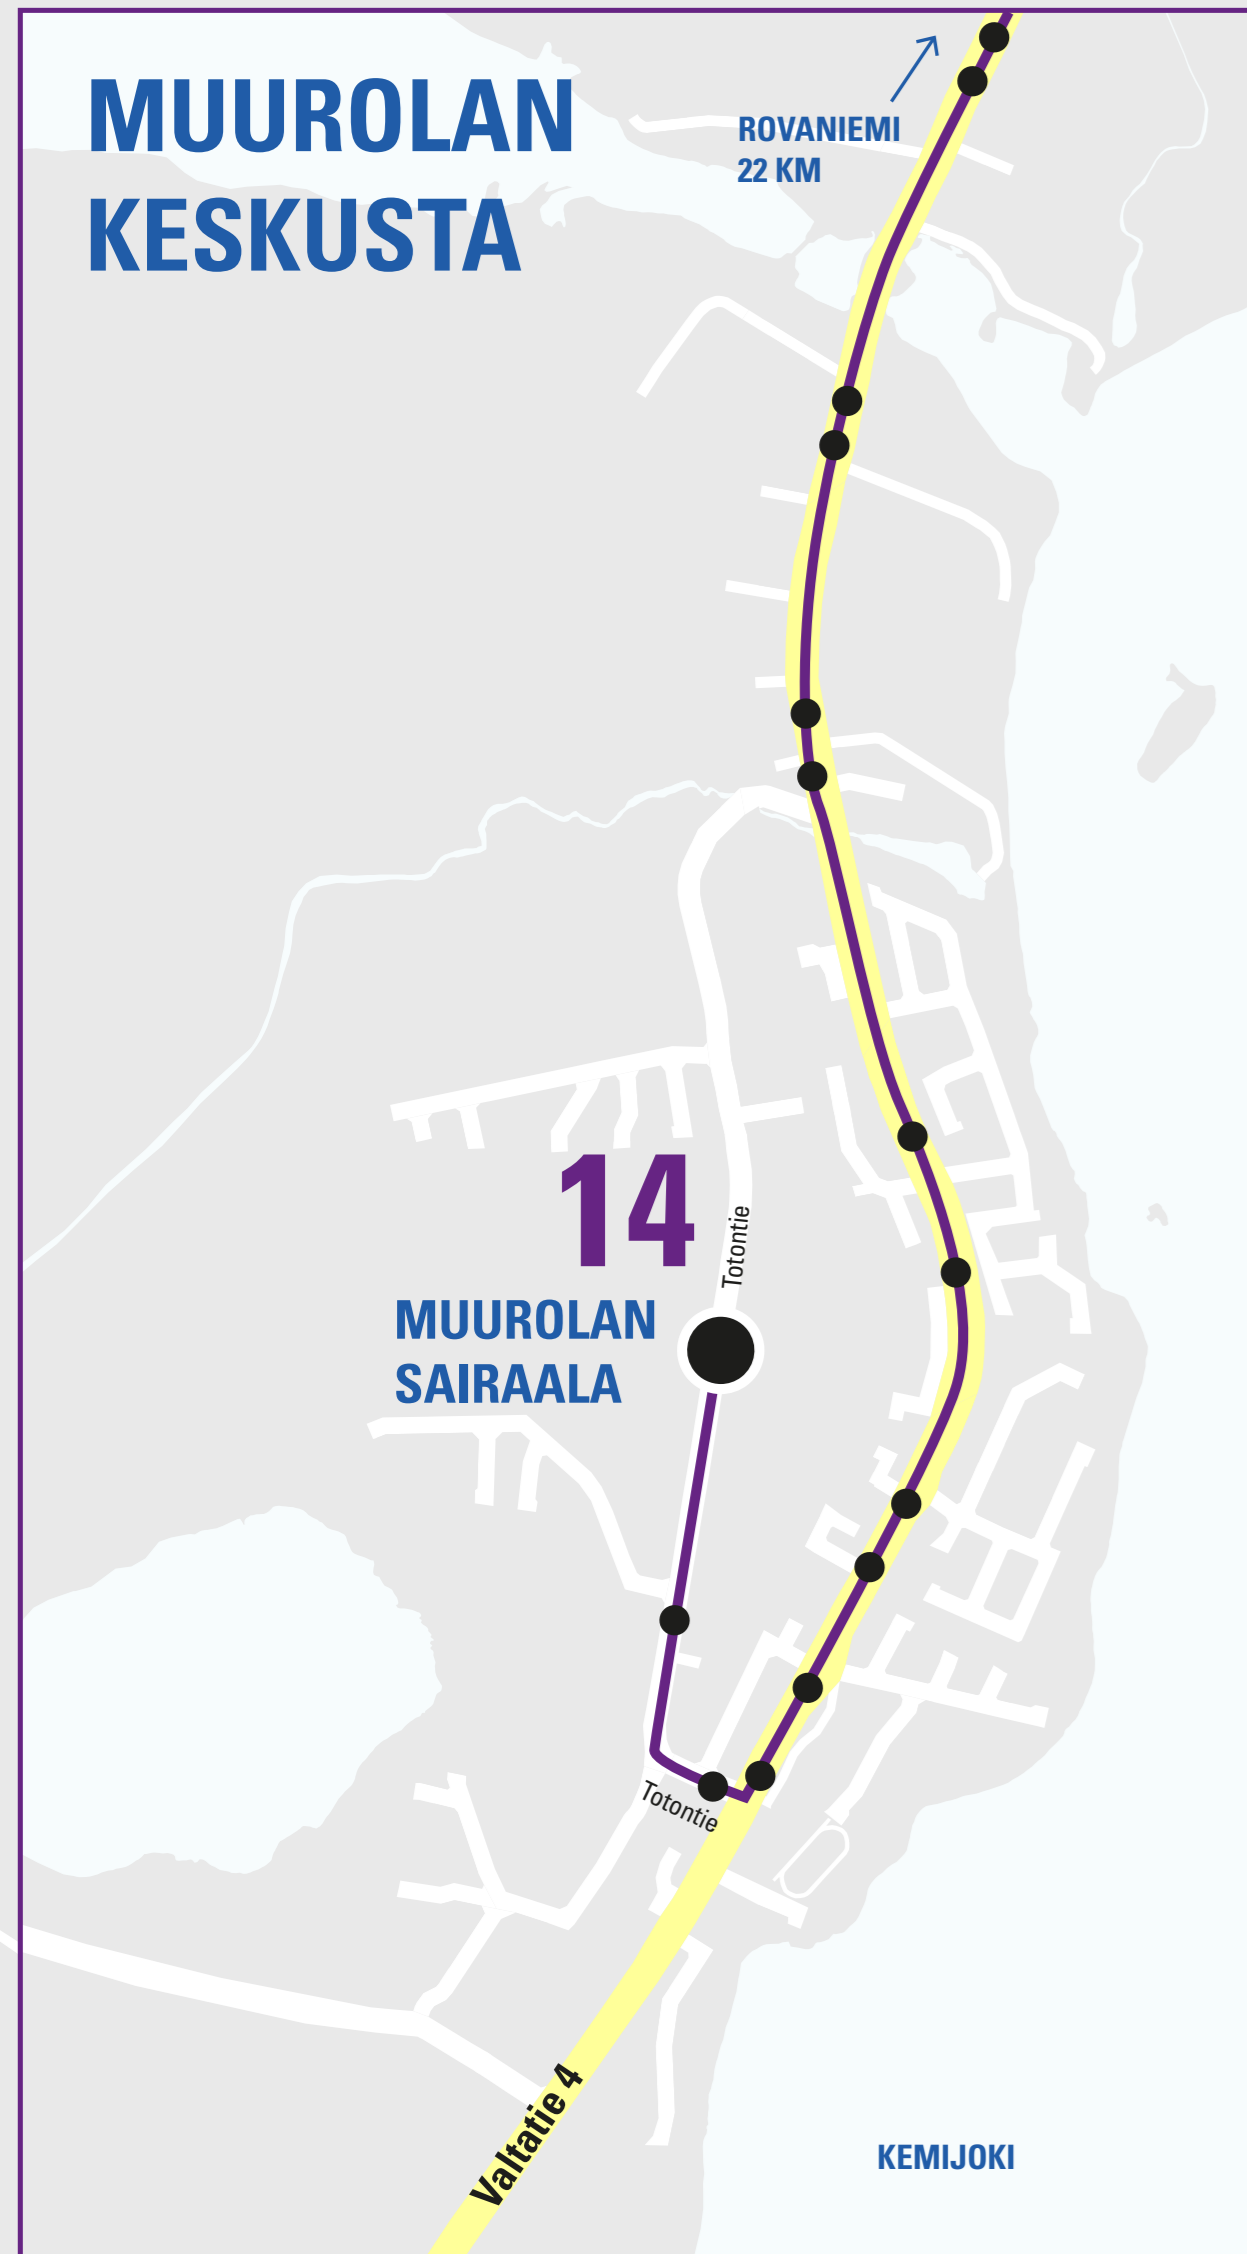 MUUROLAN
KESKUSTA
ROVANIEMI
22 KM
14
MUUROLAN
SAIRAALA
Totontie
Totontie
Valtatie 4
KEMIJOKI